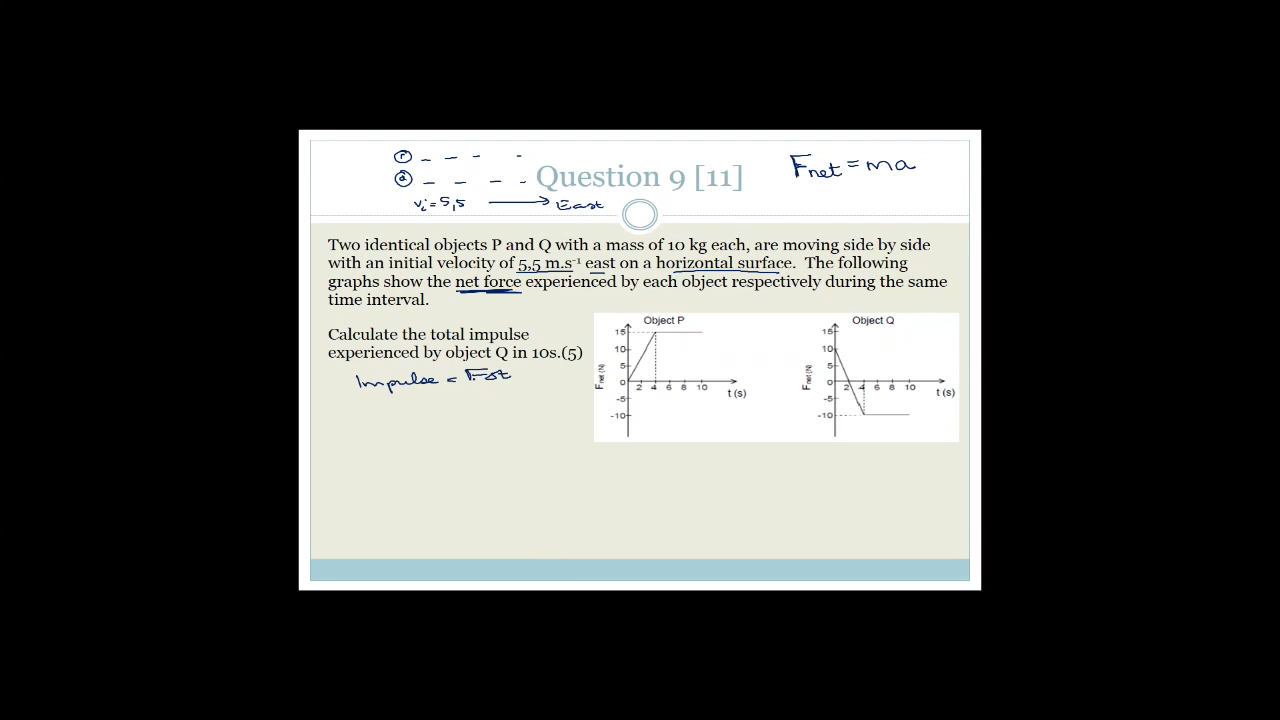 P
Q
vi = 5,5 → East
Question 9 [11]
Fnet = ma
Two identical objects P and Q with a mass of 10 kg each, are moving side by side
with an initial velocity of 5,5 m.s⁻¹ east on a horizontal surface. The following
graphs show the net force experienced by each object respectively during the same
time interval.
Calculate the total impulse
experienced by object Q in 10s.(5)
Impulse = FΔt
Object P
15
10
5
0
-5
-10
Fnet (N)
2 4 6 8 10
t (s)
Object Q
15
10
5
0
-5
-10
Fnet (N)
2 4 6 8 10
t (s)